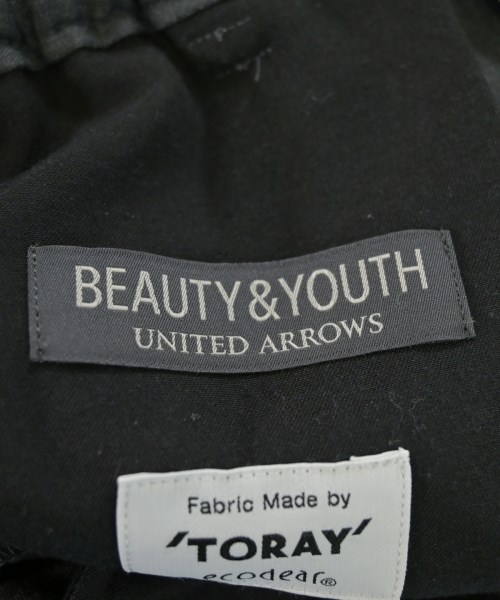 BEAUTY&YOUTH
UNITED ARROWS
Fabric Made by
'TORAY'
ecodear®